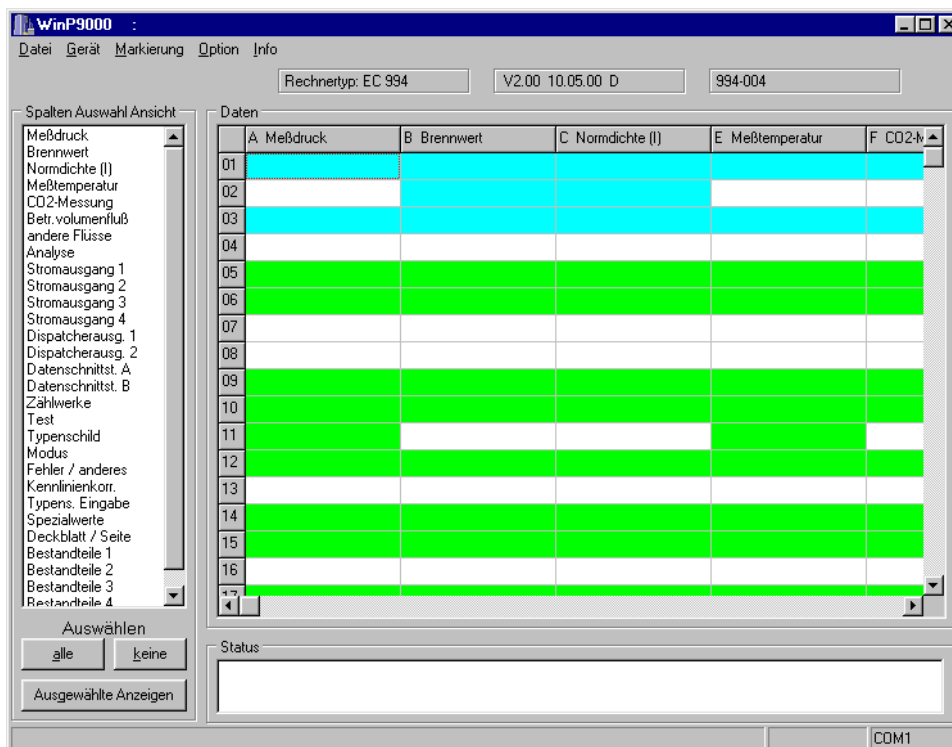 WinP9000 :
Datei Gerät Markierung Option Info
Rechnertyp: EC 994 V2.00 10.05.00 D 994-004
Spalten Auswahl Ansicht
Meßdruck
Brennwert
Normdichte (I)
Meßtemperatur
CO2-Messung
Betr.volumenfluß
andere Flüsse
Analyse
Stromausgang 1
Stromausgang 2
Stromausgang 3
Stromausgang 4
Dispatcherausg. 1
Dispatcherausg. 2
Datenschnittst. A
Datenschnittst. B
Zählwerke
Test
Typenschild
Modus
Fehler / anderes
Kennlinienkorr.
Typens. Eingabe
Spezialwerte
Deckblatt / Seite
Bestandteile 1
Bestandteile 2
Bestandteile 3
Bestandteile 4
Auswählen
alle keine
Ausgewählte Anzeigen
Daten
A Meßdruck B Brennwert C Normdichte (I) E Meßtemperatur F CO2-M
01
02
03
04
05
06
07
08
09
10
11
12
13
14
15
16
17
Status
COM1